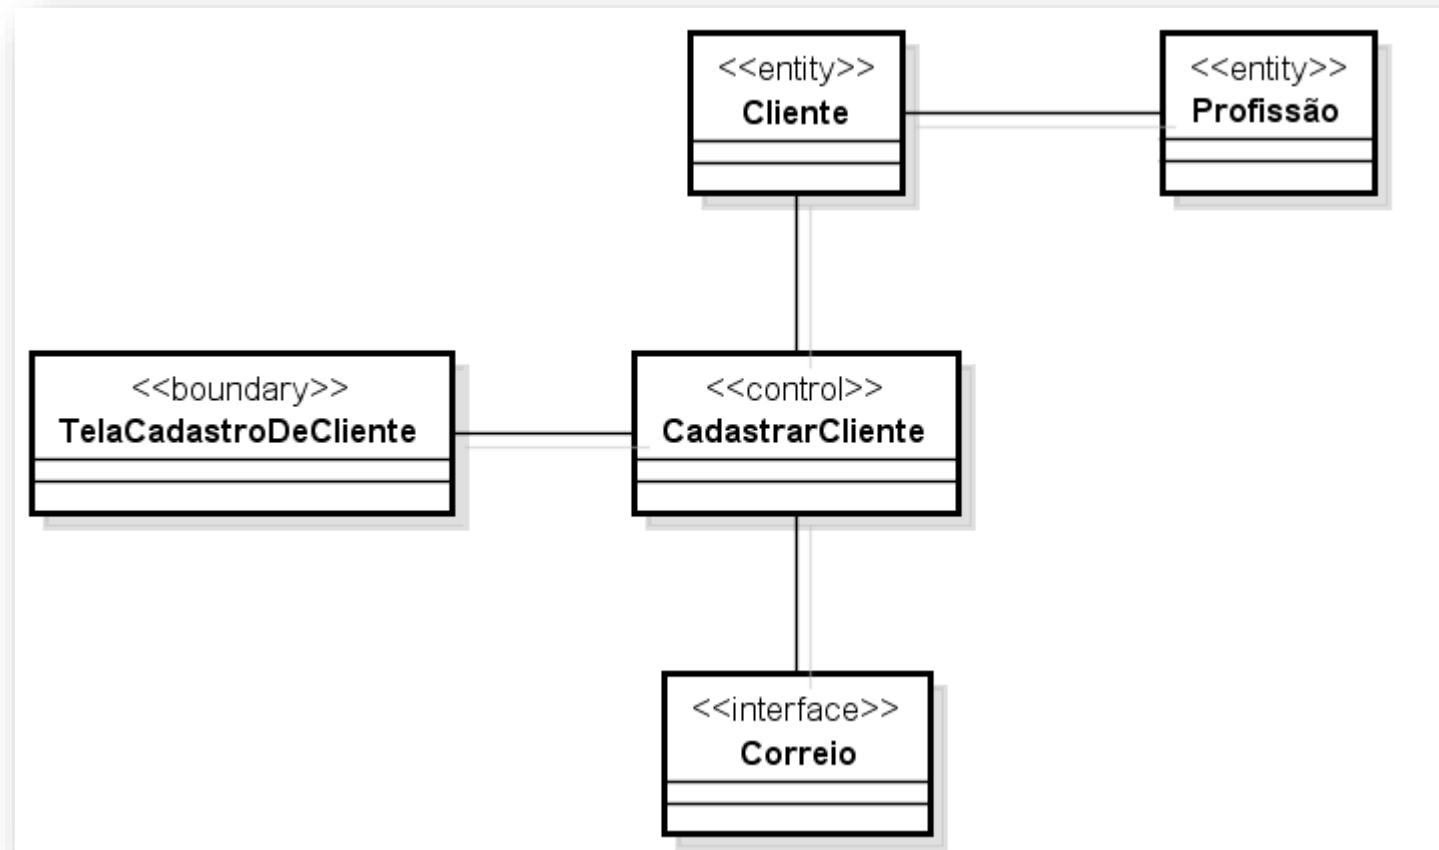 <<entity>>
Cliente
<<entity>>
Profissão
<<boundary>>
TelaCadastroDeCliente
<<control>>
CadastrarCliente
<<interface>>
Correio